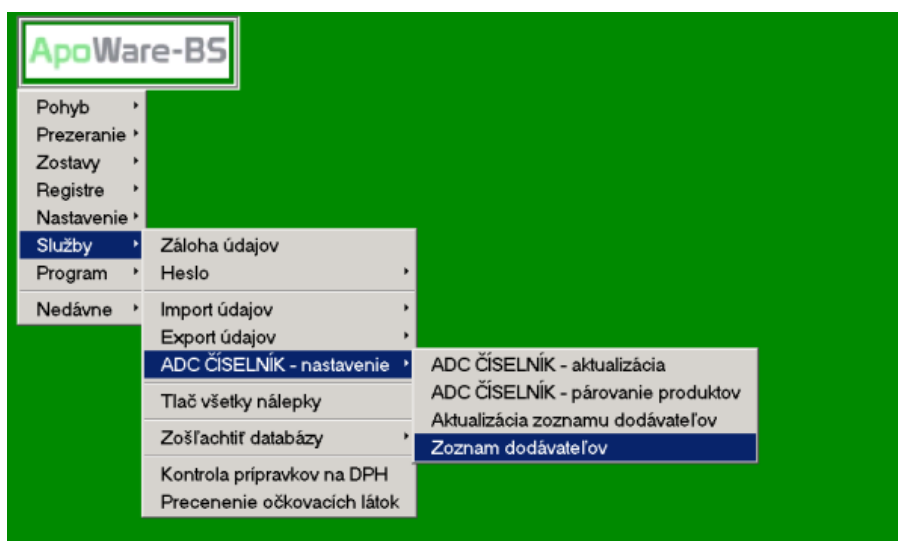 ApoWare-BS
Pohyb
Prezeranie
Zostavy
Registre
Nastavenie
Služby
Program
Nedávne
Záloha údajov
Heslo
Import údajov
Export údajov
ADC ČÍSELNÍK - nastavenie
Tlač všetky nálepky
Zošľachtiť databázy
Kontrola prípravkov na DPH
Precenenie očkovacích látok
ADC ČÍSELNÍK - aktualizácia
ADC ČÍSELNÍK - párovanie produktov
Aktualizácia zoznamu dodávateľov
Zoznam dodávateľov